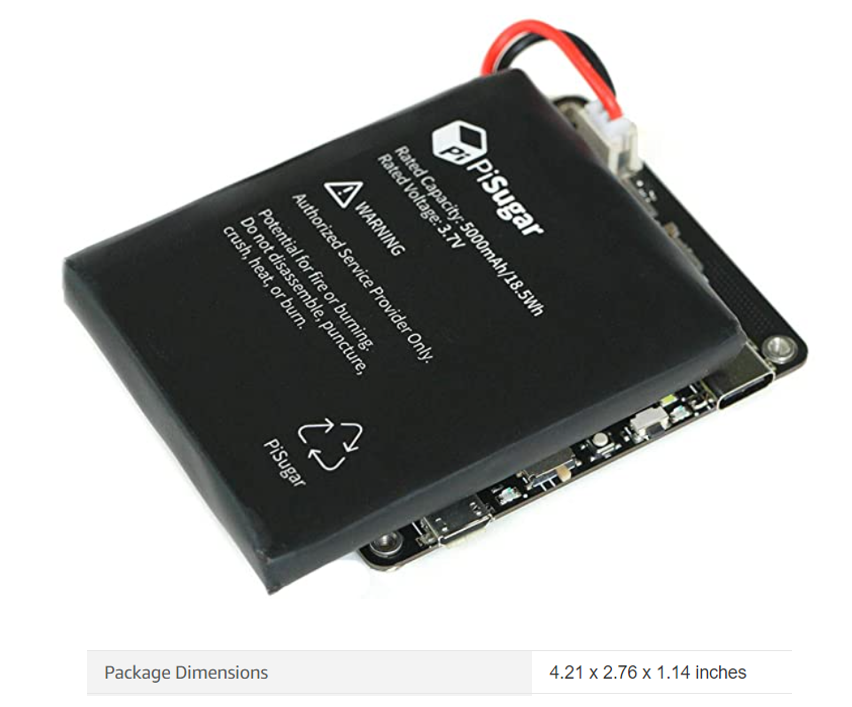 Pi PiSugar
Rated Capacity: 5000mAh/18.5Wh
Rated Voltage: 3.7V
WARNING
Authorized Service Provider Only.
Potential for fire or burning.
Do not disassemble, puncture,
crush, heat, or burn.
PiSugar
Package Dimensions 4.21 x 2.76 x 1.14 inches